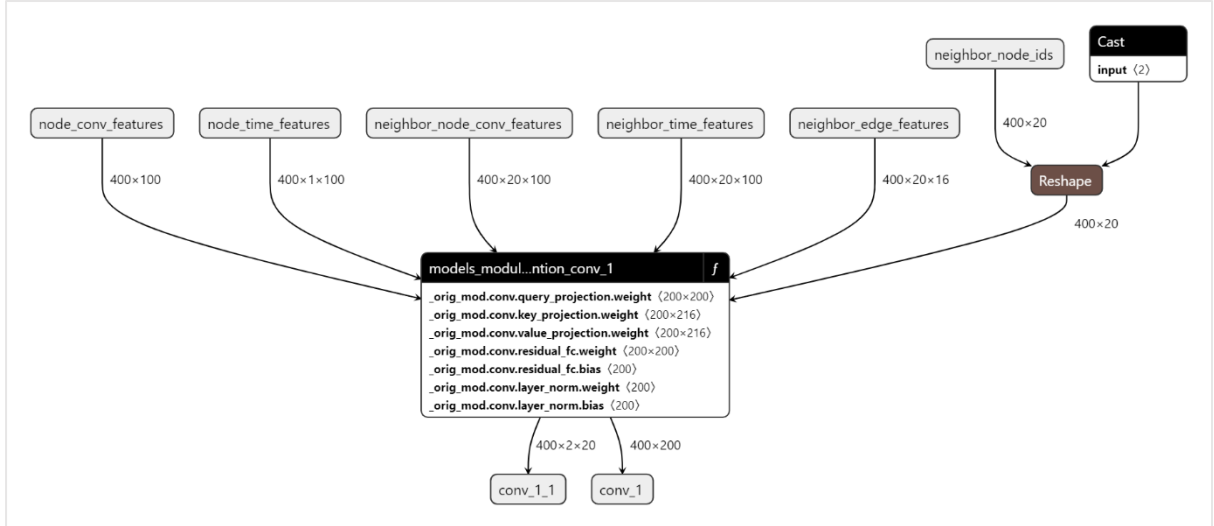 Cast
input ⟨2⟩
neighbor_node_ids
node_conv_features
node_time_features
neighbor_node_conv_features
neighbor_time_features
neighbor_edge_features
400×20
400×100
400×1×100
400×20×100
400×20×100
400×20×16
Reshape
400×20
models_modul...ntion_conv_1 f
_orig_mod.conv.query_projection.weight ⟨200×200⟩
_orig_mod.conv.key_projection.weight ⟨200×216⟩
_orig_mod.conv.value_projection.weight ⟨200×216⟩
_orig_mod.conv.residual_fc.weight ⟨200×200⟩
_orig_mod.conv.residual_fc.bias ⟨200⟩
_orig_mod.conv.layer_norm.weight ⟨200⟩
_orig_mod.conv.layer_norm.bias ⟨200⟩
400×2×20
400×200
conv_1_1
conv_1